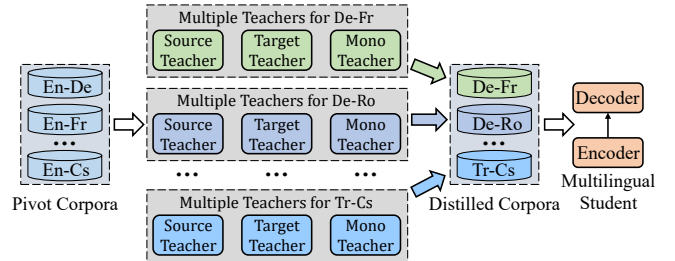 Multiple Teachers for De-Fr
Source Teacher
Target Teacher
Mono Teacher
En-De
En-Fr
...
En-Cs
Pivot Corpora
Multiple Teachers for De-Ro
Source Teacher
Target Teacher
Mono Teacher
... ... ...
Multiple Teachers for Tr-Cs
Source Teacher
Target Teacher
Mono Teacher
De-Fr
De-Ro
...
Tr-Cs
Distilled Corpora
Decoder
Encoder
Multilingual
Student